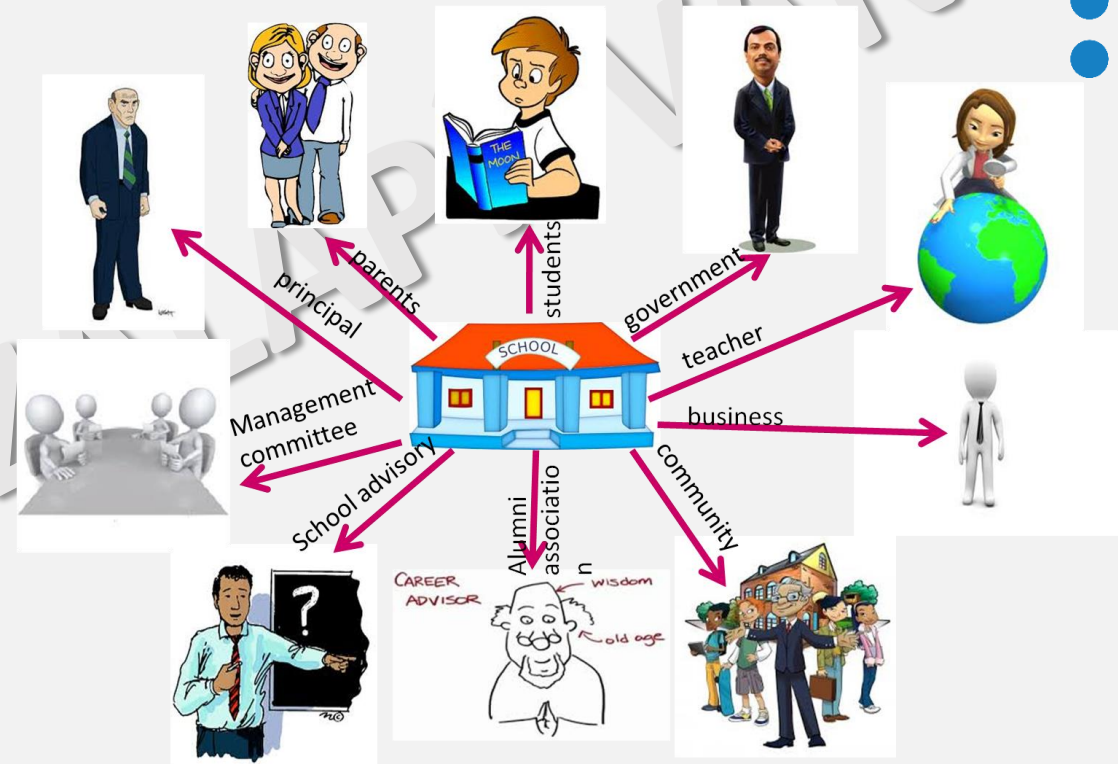 THE
MOON
students
parents
principal
government
teacher
SCHOOL
business
Management
committee
School advisory
Alumni
associatio
n
community
CAREER
ADVISOR
wisdom
old age
?